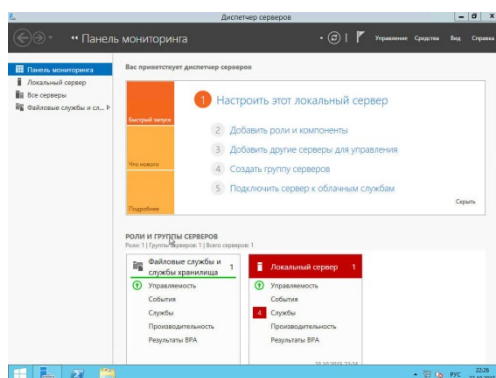 Диспетчер серверов
Панель мониторинга
Управление Средства Вид Справка
Панель мониторинга
Локальный сервер
Все серверы
Файловые службы и сл...
Вас приветствует диспетчер серверов
Быстрый запуск
Что нового
Подробнее
1 Настроить этот локальный сервер
2 Добавить роли и компоненты
3 Добавить другие серверы для управления
4 Создать группу серверов
5 Подключить сервер к облачным службам
Скрыть
РОЛИ И ГРУППЫ СЕРВЕРОВ
Роли: 1 | Группы серверов: 1 | Всего серверов: 1
Файловые службы и службы хранилища 1
Управляемость
События
Службы
Производительность
Результаты BPA
Локальный сервер 1
Управляемость
События
4 Службы
Производительность
Результаты BPA
РУС
22:26